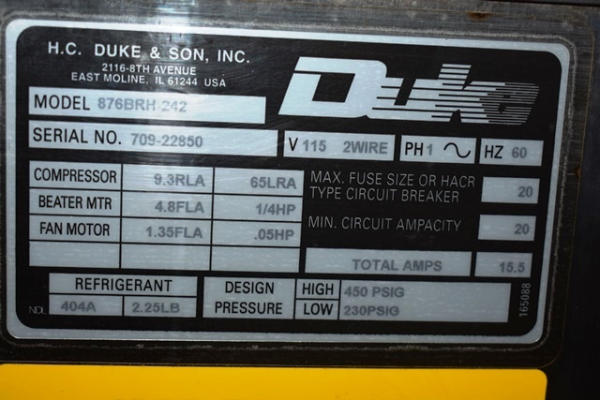 H.C. DUKE & SON, INC.
2116-8TH AVENUE
EAST MOLINE, IL 61244 USA
Duke
MODEL 876BRH 242
SERIAL NO. 709-22850 V 115 2WIRE PH 1 HZ 60
COMPRESSOR 9.3RLA 65LRA
BEATER MTR 4.8FLA 1/4HP
FAN MOTOR 1.35FLA .05HP
MAX. FUSE SIZE OR HACR
TYPE CIRCUIT BREAKER 20
MIN. CIRCUIT AMPACITY 20
TOTAL AMPS 15.5
REFRIGERANT
404A 2.25LB
DESIGN
PRESSURE
HIGH 450 PSIG
LOW 230PSIG
NDL
165088